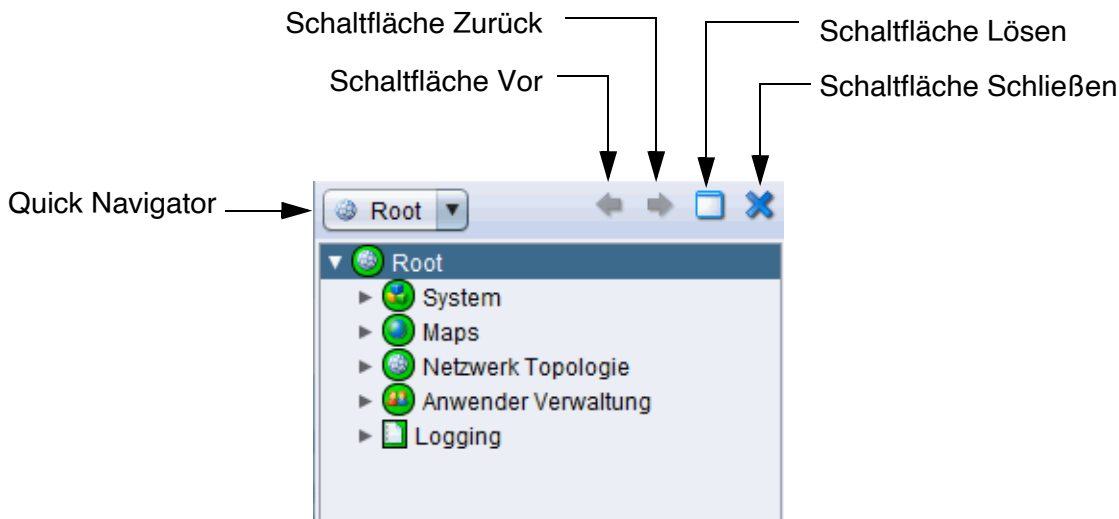 Schaltfläche Zurück
Schaltfläche Lösen
Schaltfläche Vor
Schaltfläche Schließen
Quick Navigator
Root
Root
System
Maps
Netzwerk Topologie
Anwender Verwaltung
Logging